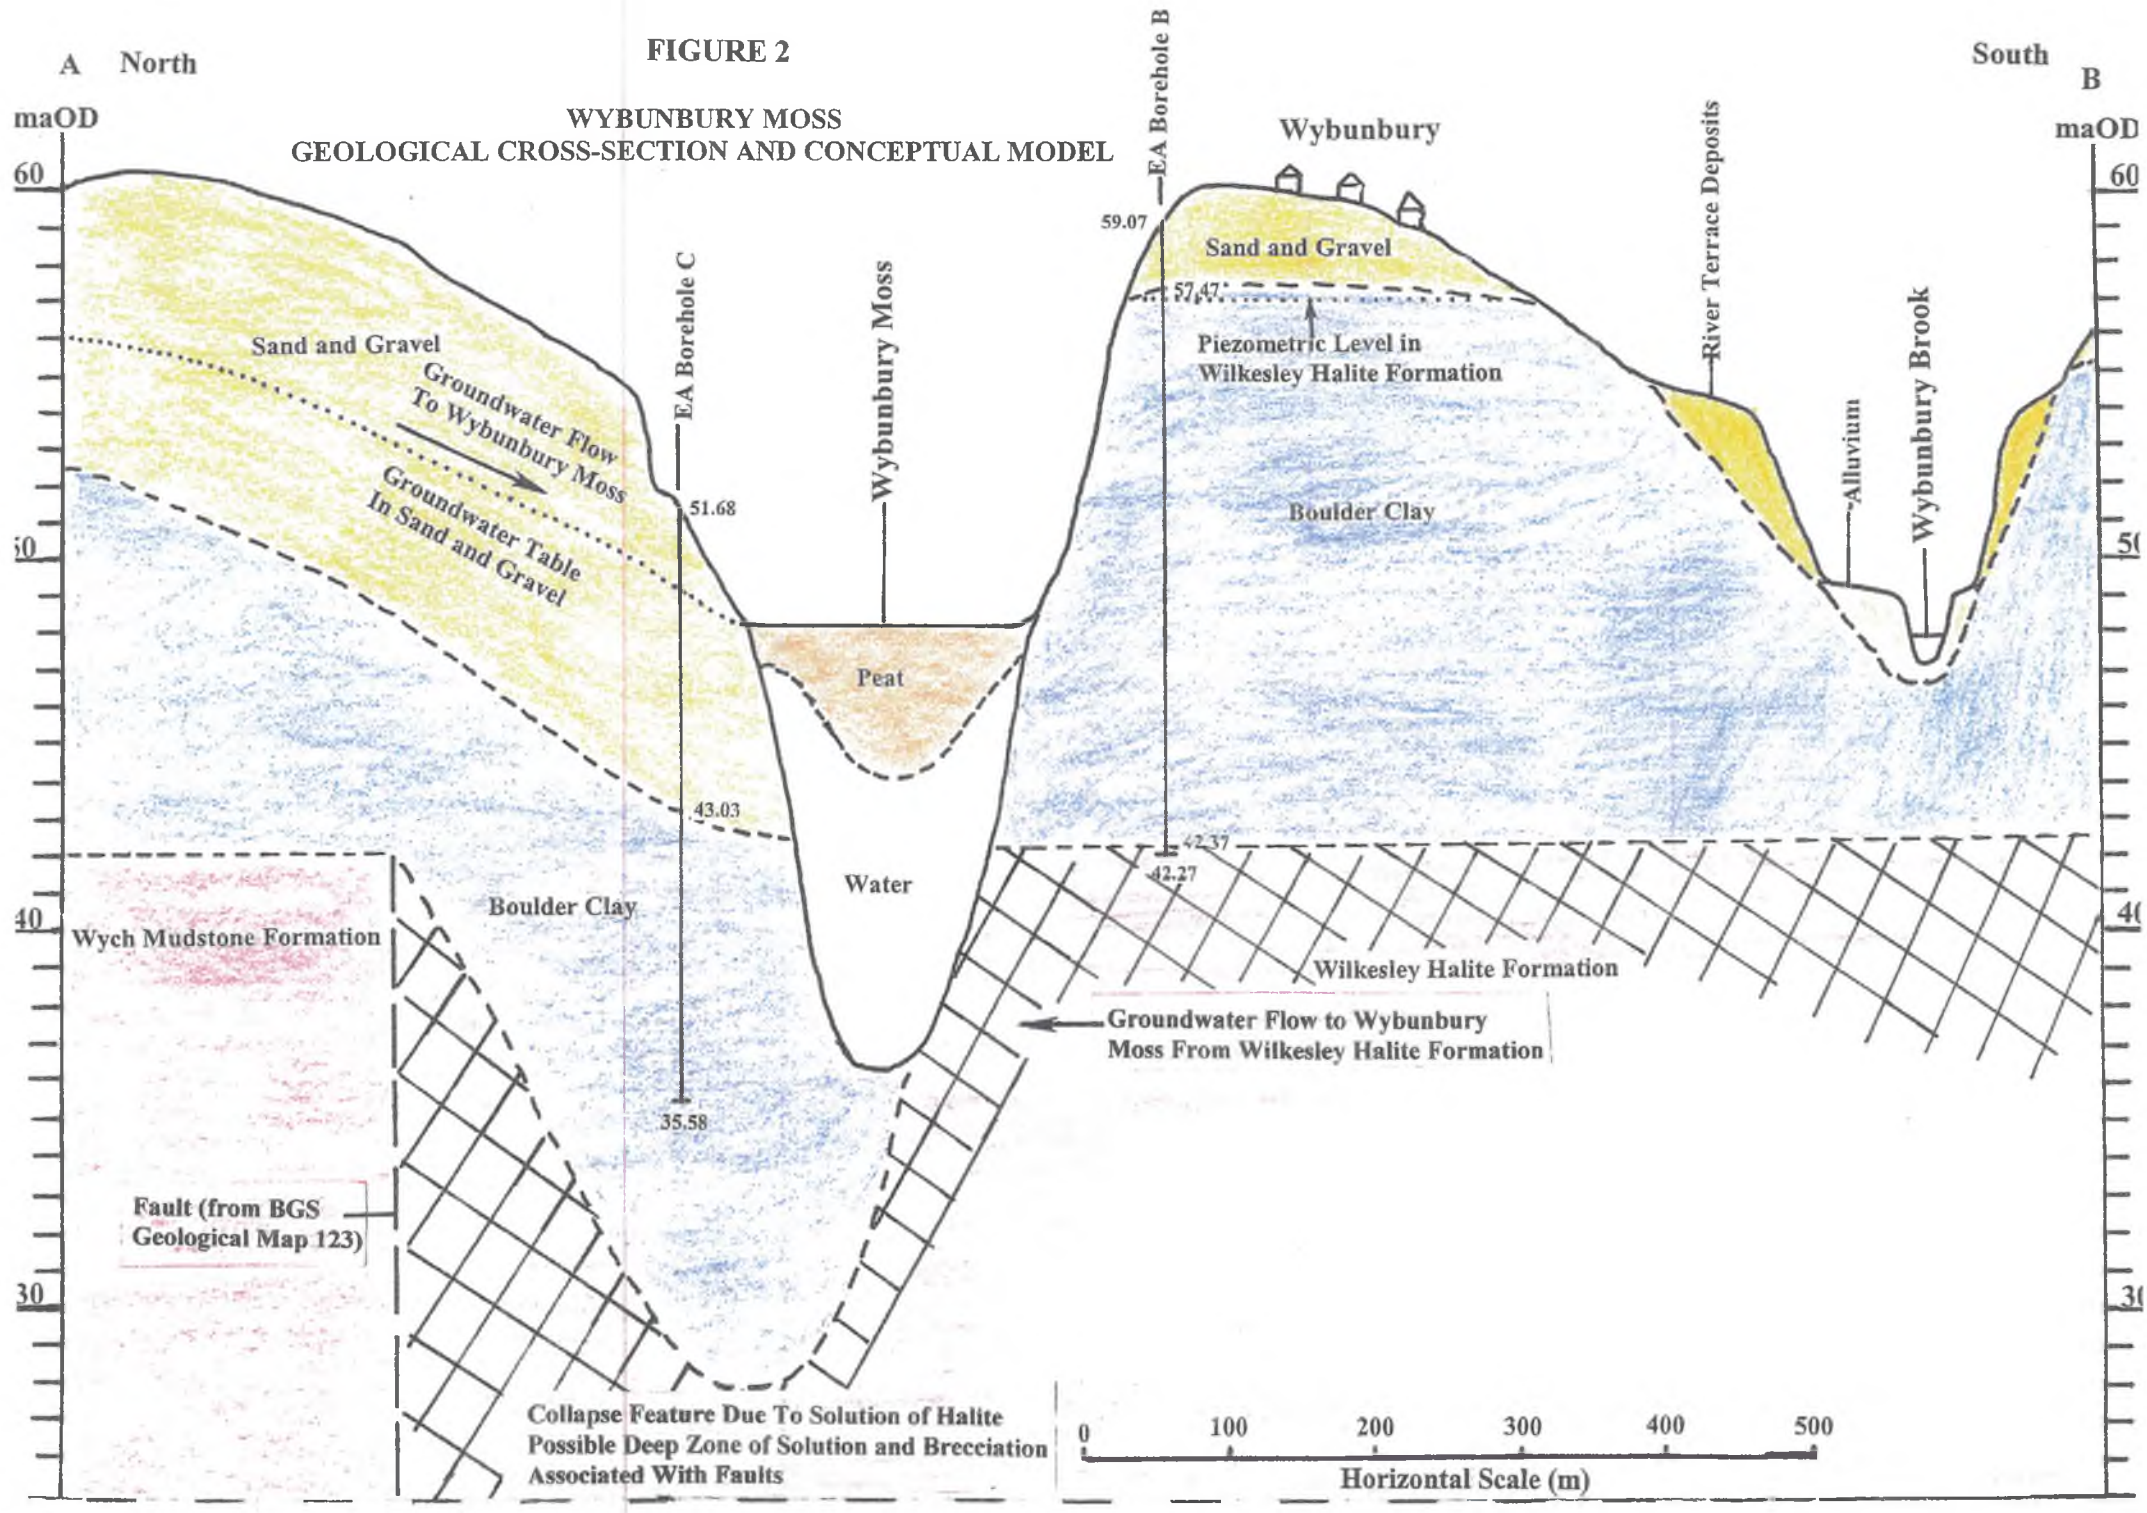 FIGURE 2
A North
South
B
maOD
maOD
WYBUNBURY MOSS
GEOLOGICAL CROSS-SECTION AND CONCEPTUAL MODEL
EA Borehole B
Wybunbury
River Terrace Deposits
60
60
59.07
Sand and Gravel
57.47
EA Borehole C
Wybunbury Moss
Wybunbury Brook
Sand and Gravel
Piezometric Level in
Wilkesley Halite Formation
Groundwater Flow
To Wybunbury Moss
Alluvium
Groundwater Table
In Sand and Gravel
51.68
Boulder Clay
50
50
Peat
43.03
42.37
42.27
Water
Boulder Clay
40
40
Wych Mudstone Formation
Wilkesley Halite Formation
Groundwater Flow to Wybunbury
Moss From Wilkesley Halite Formation
35.58
Fault (from BGS
Geological Map 123)
30
30
Collapse Feature Due To Solution of Halite
Possible Deep Zone of Solution and Brecciation
Associated With Faults
0 100 200 300 400 500
Horizontal Scale (m)